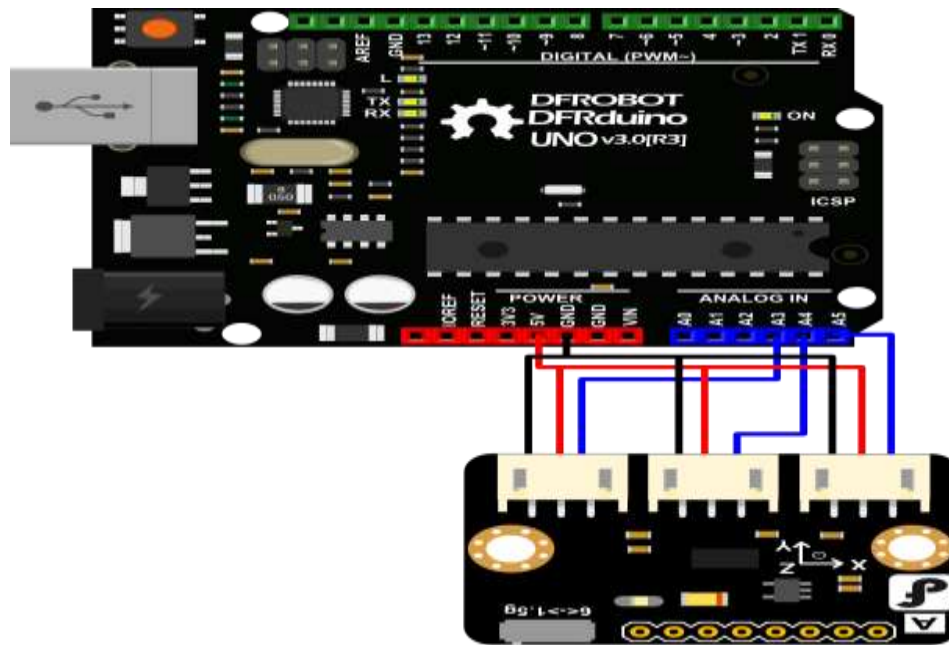 AREF
GND
13
12
~11
~10
~9
8
7
~6
~5
4
~3
2
TX 1
RX 0
DIGITAL (PWM~)
L
TX
RX
DFROBOT
DFRduino
UNO v3.0[R3]
ON
ICSP
POWER
ANALOG IN
IOREF
RESET
3V3
5V
GND
GND
VIN
A0
A1
A2
A3
A4
A5
Y
Z
X
6<->1.5g
A